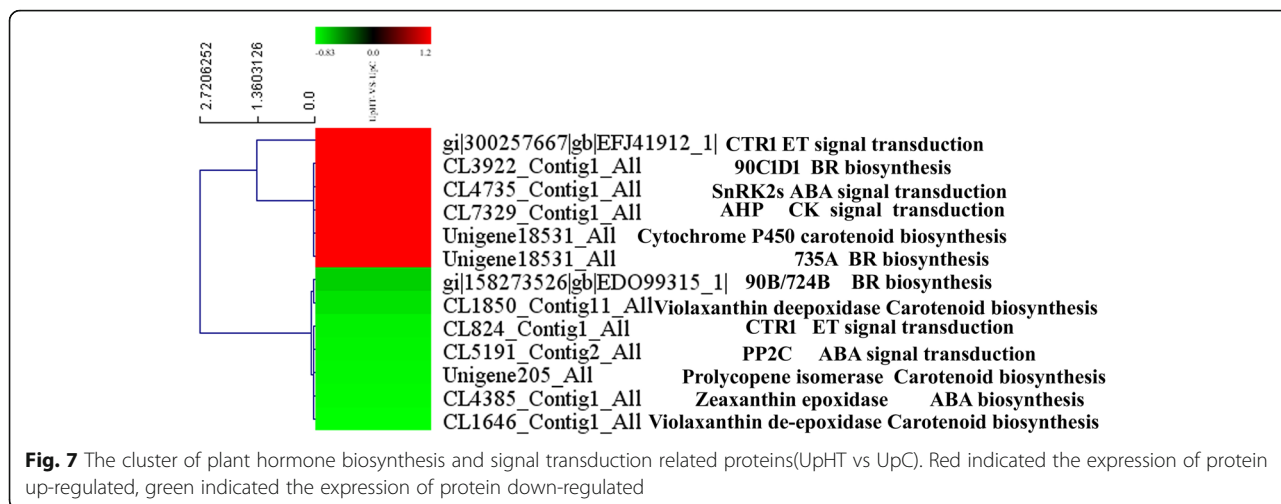 -0.83 0.0 1.2
2.7206252
1.3603126
0.0
UpHT-VS-UpC
gi|300257667|gb|EFJ41912_1| CTR1 ET signal transduction
CL3922_Contig1_All 90C1D1 BR biosynthesis
CL4735_Contig1_All SnRK2s ABA signal transduction
CL7329_Contig1_All AHP CK signal transduction
Unigene18531_All Cytochrome P450 carotenoid biosynthesis
Unigene18531_All 735A BR biosynthesis
gi|158273526|gb|EDO99315_1| 90B/724B BR biosynthesis
CL1850_Contig11_All Violaxanthin deepoxidase Carotenoid biosynthesis
CL824_Contig1_All CTR1 ET signal transduction
CL5191_Contig2_All PP2C ABA signal transduction
Unigene205_All Prolycopene isomerase Carotenoid biosynthesis
CL4385_Contig1_All Zeaxanthin epoxidase ABA biosynthesis
CL1646_Contig1_All Violaxanthin de-epoxidase Carotenoid biosynthesis
Fig. 7 The cluster of plant hormone biosynthesis and signal transduction related proteins(UpHT vs UpC). Red indicated the expression of protein
up-regulated, green indicated the expression of protein down-regulated